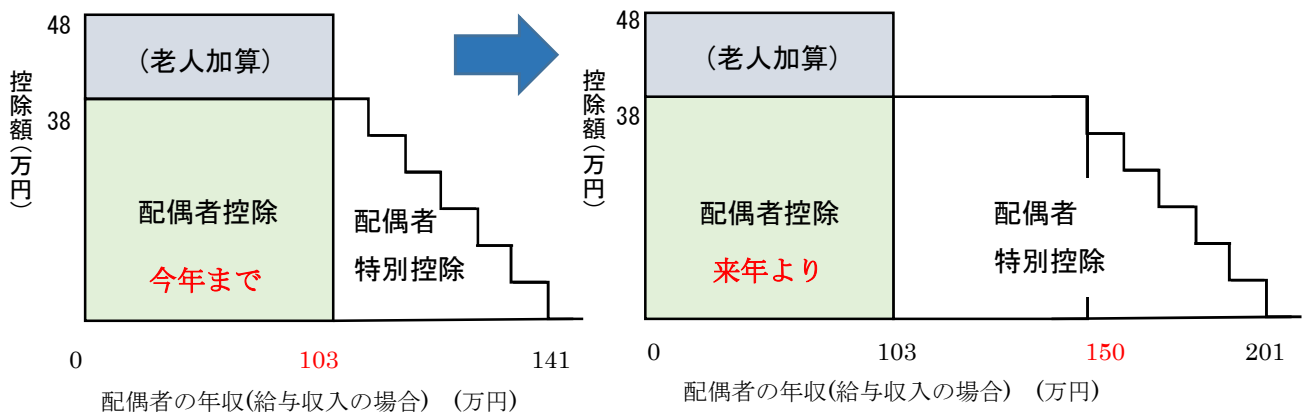 48
(老人加算)
38
控除額(万円)
配偶者控除
今年まで
配偶者
特別控除
0
103
141
配偶者の年収(給与収入の場合) (万円)
48
(老人加算)
38
控除額(万円)
配偶者控除
来年より
配偶者
特別控除
0
103
150
201
配偶者の年収(給与収入の場合) (万円)